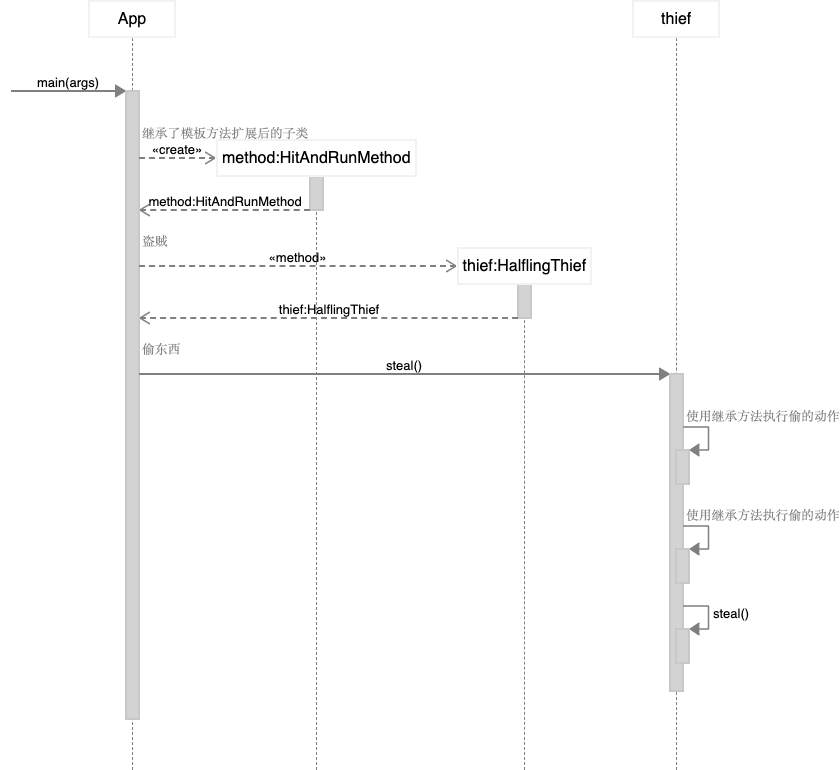 App
thief
main(args)
继承了模板方法扩展后的子类
«create»
method:HitAndRunMethod
method:HitAndRunMethod
盗贼
«method»
thief:HalflingThief
thief:HalflingThief
偷东西
steal()
使用继承方法执行偷的动作
使用继承方法执行偷的动作
steal()